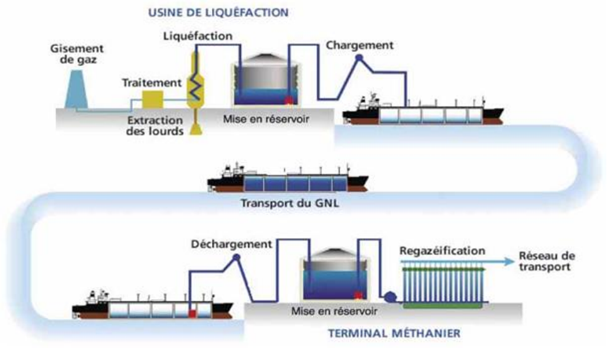 USINE DE LIQUÉFACTION
Liquéfaction
Gisement
de gaz
Chargement
Traitement
Extraction
des lourds
Mise en réservoir
Transport du GNL
Déchargement
Regazéification
Réseau de
transport
Mise en réservoir
TERMINAL MÉTHANIER